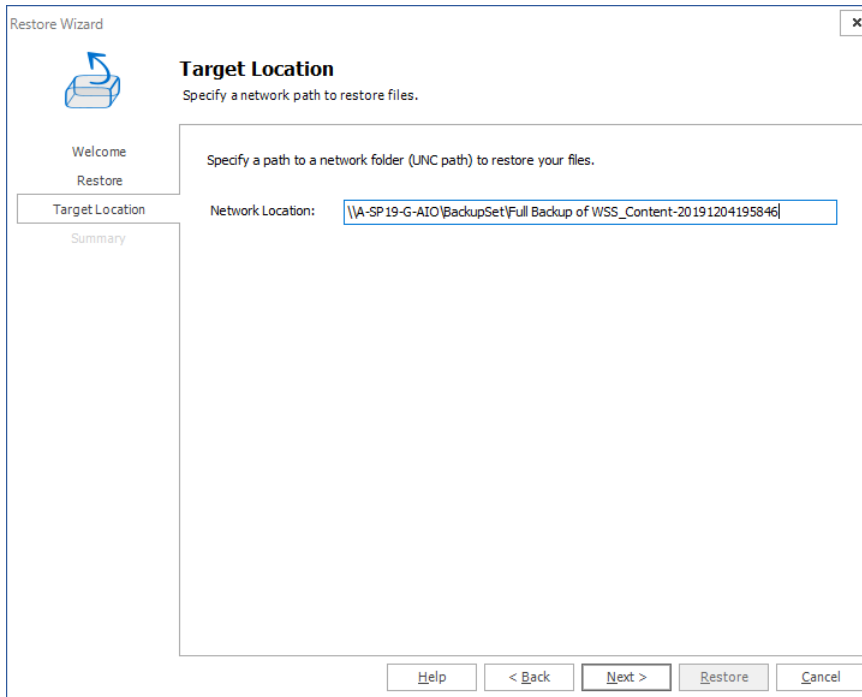 Restore Wizard
Target Location
Specify a network path to restore files.
Welcome
Restore
Target Location
Summary
Specify a path to a network folder (UNC path) to restore your files.
Network Location: \\A-SP19-G-AIO\BackupSet\Full Backup of WSS_Content-20191204195846
Help < Back Next > Restore Cancel